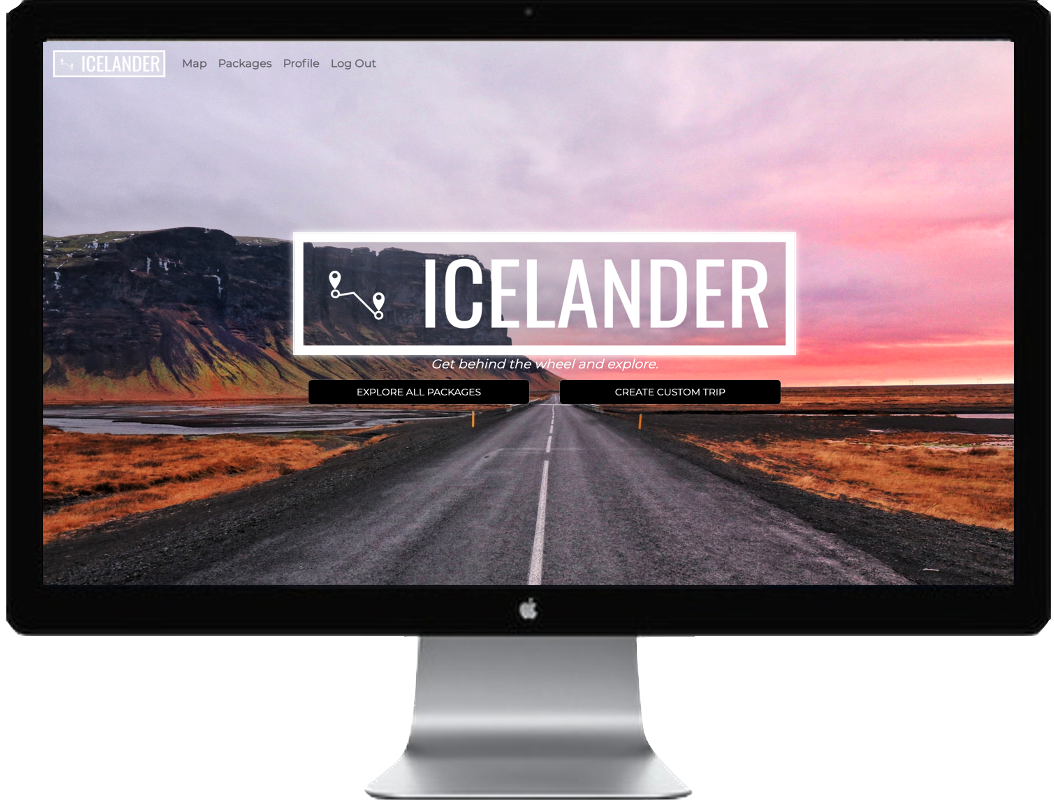 ICELANDER Map Packages Profile Log Out
ICELANDER
Get behind the wheel and explore.
EXPLORE ALL PACKAGES CREATE CUSTOM TRIP